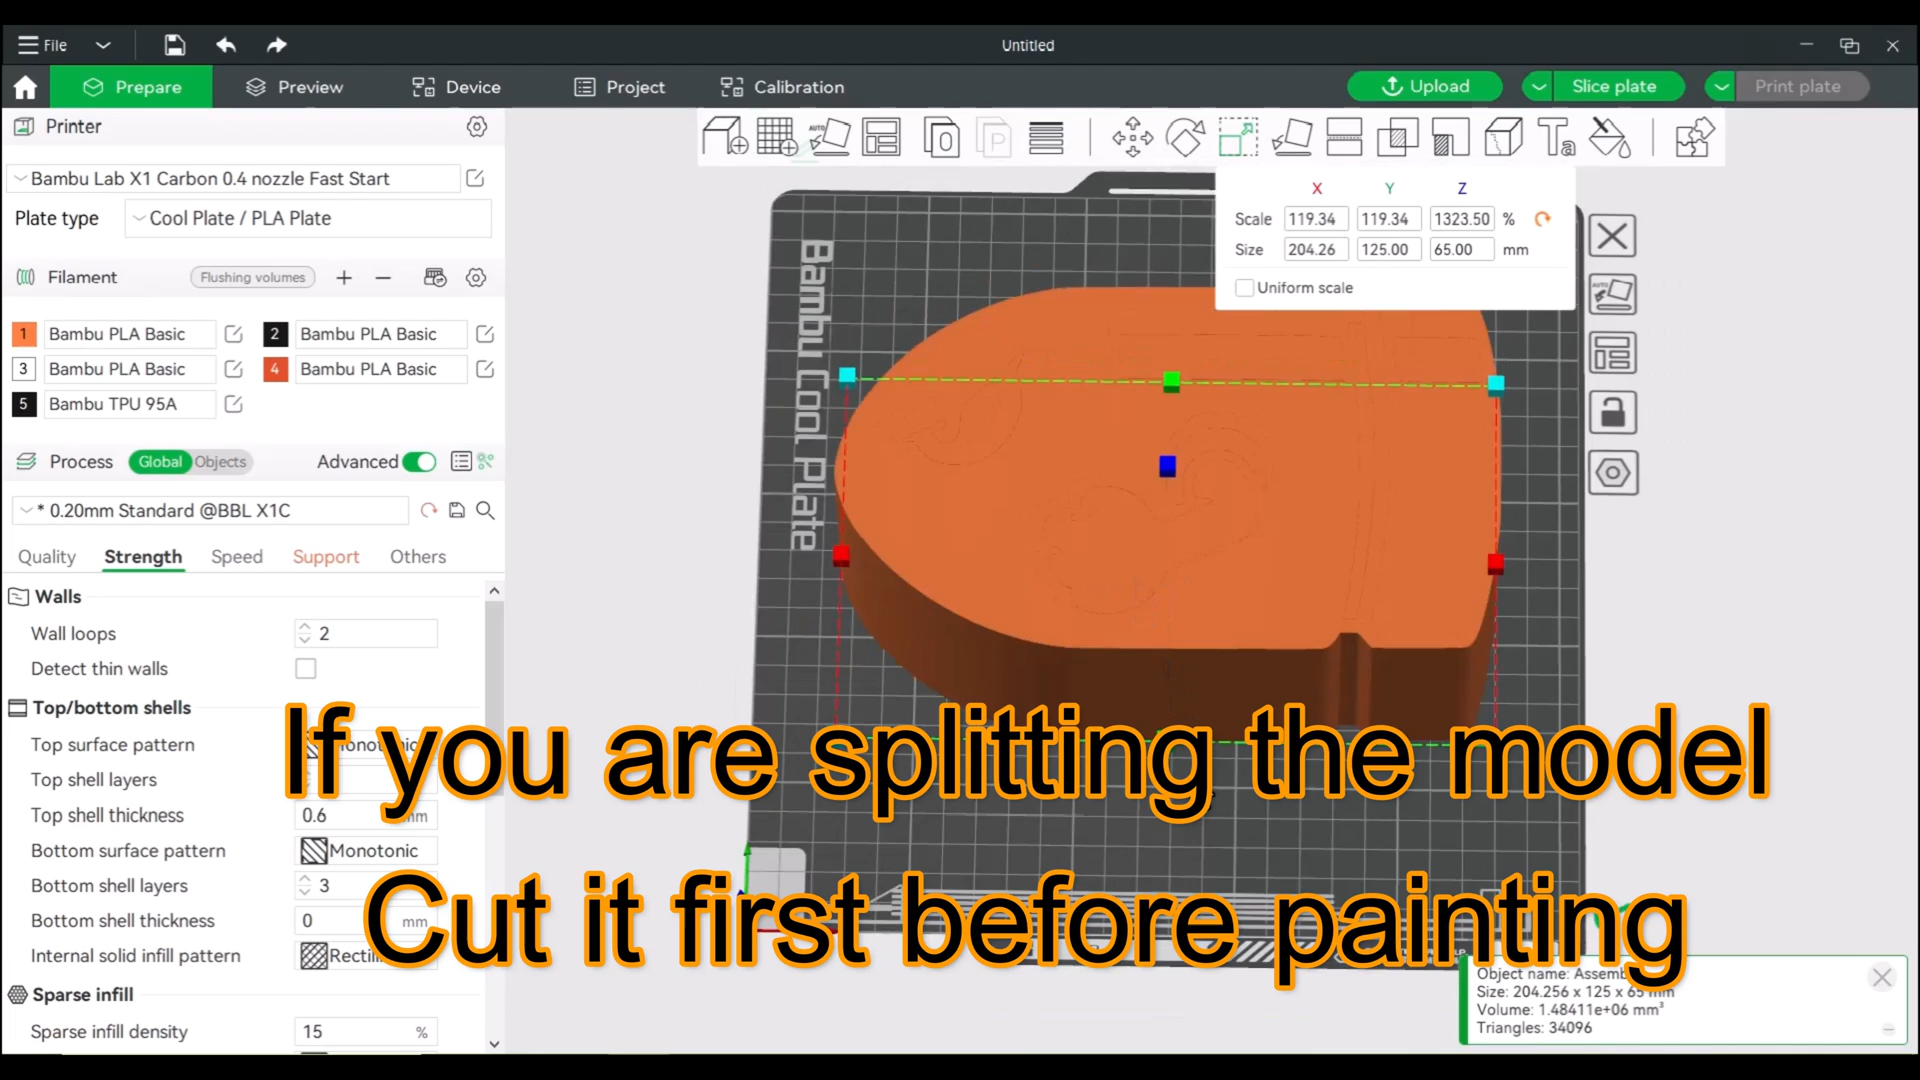 File
Untitled
Prepare
Preview
Device
Project
Calibration
Upload
Slice plate
Print plate
Printer
Bambu Lab X1 Carbon 0.4 nozzle Fast Start
Plate type
Cool Plate / PLA Plate
Filament
Flushing volumes
1 Bambu PLA Basic
2 Bambu PLA Basic
3 Bambu PLA Basic
4 Bambu PLA Basic
5 Bambu TPU 95A
Process
Global
Objects
Advanced
* 0.20mm Standard @BBL X1C
Quality
Strength
Speed
Support
Others
Walls
Wall loops 2
Detect thin walls
Top/bottom shells
Top surface pattern
Top shell layers
Top shell thickness 0.6
Bottom surface pattern Monotonic
Bottom shell layers 3
Bottom shell thickness 0 mm
Internal solid infill pattern
Sparse infill
Sparse infill density 15 %
AUTO
O
P
Ta
X Y Z
Scale 119.34 119.34 1323.50 %
Size 204.26 125.00 65.00 mm
Uniform scale
AUTO
Bambu Cool Plate
If you are splitting the model
Cut it first before painting
Object name:
Size: 204.256 x 125 x 65 mm
Volume: 1.48411e+06 mm³
Triangles: 34096